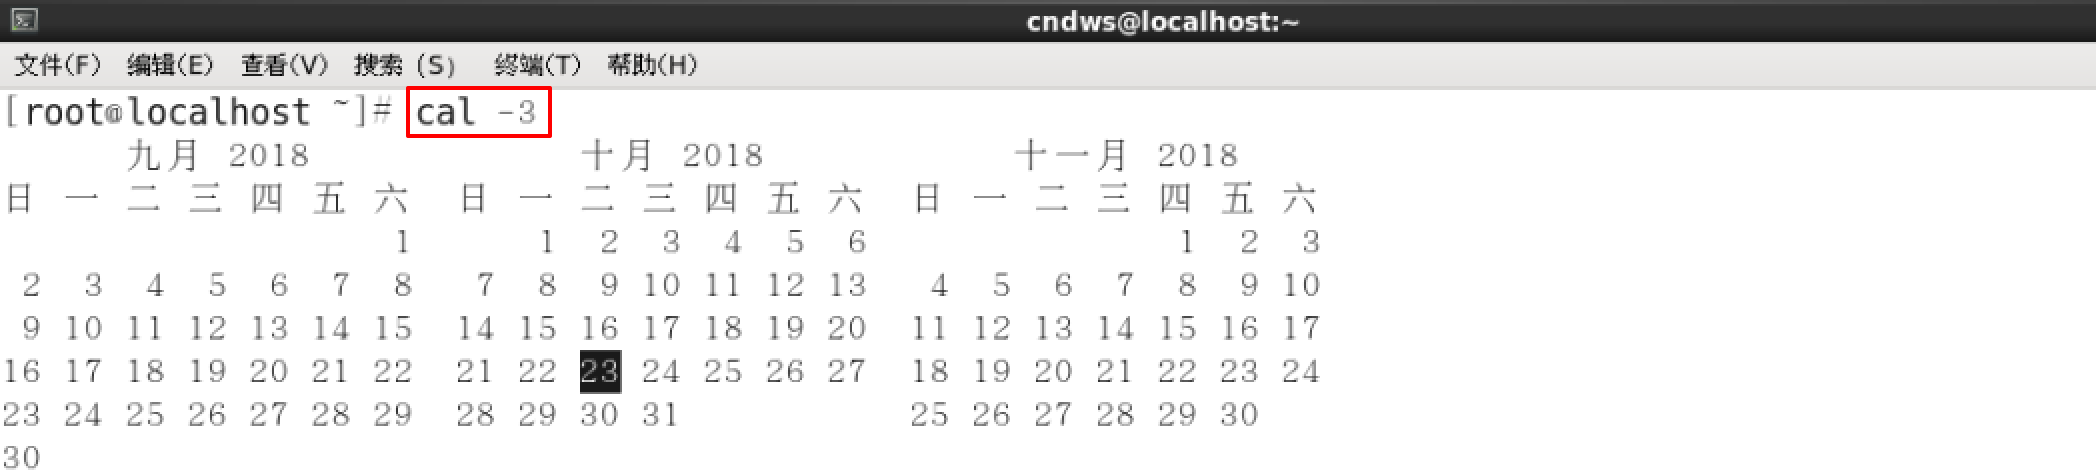 cndws@localhost:~
文件(F) 编辑(E) 查看(V) 搜索 (S) 终端(T) 帮助(H)
[root@localhost ~]# cal -3
九月 2018 十月 2018 十一月 2018
日 一 二 三 四 五 六 日 一 二 三 四 五 六 日 一 二 三 四 五 六
1 1 2 3 4 5 6 1 2 3
2 3 4 5 6 7 8 7 8 9 10 11 12 13 4 5 6 7 8 9 10
9 10 11 12 13 14 15 14 15 16 17 18 19 20 11 12 13 14 15 16 17
16 17 18 19 20 21 22 21 22 23 24 25 26 27 18 19 20 21 22 23 24
23 24 25 26 27 28 29 28 29 30 31 25 26 27 28 29 30
30